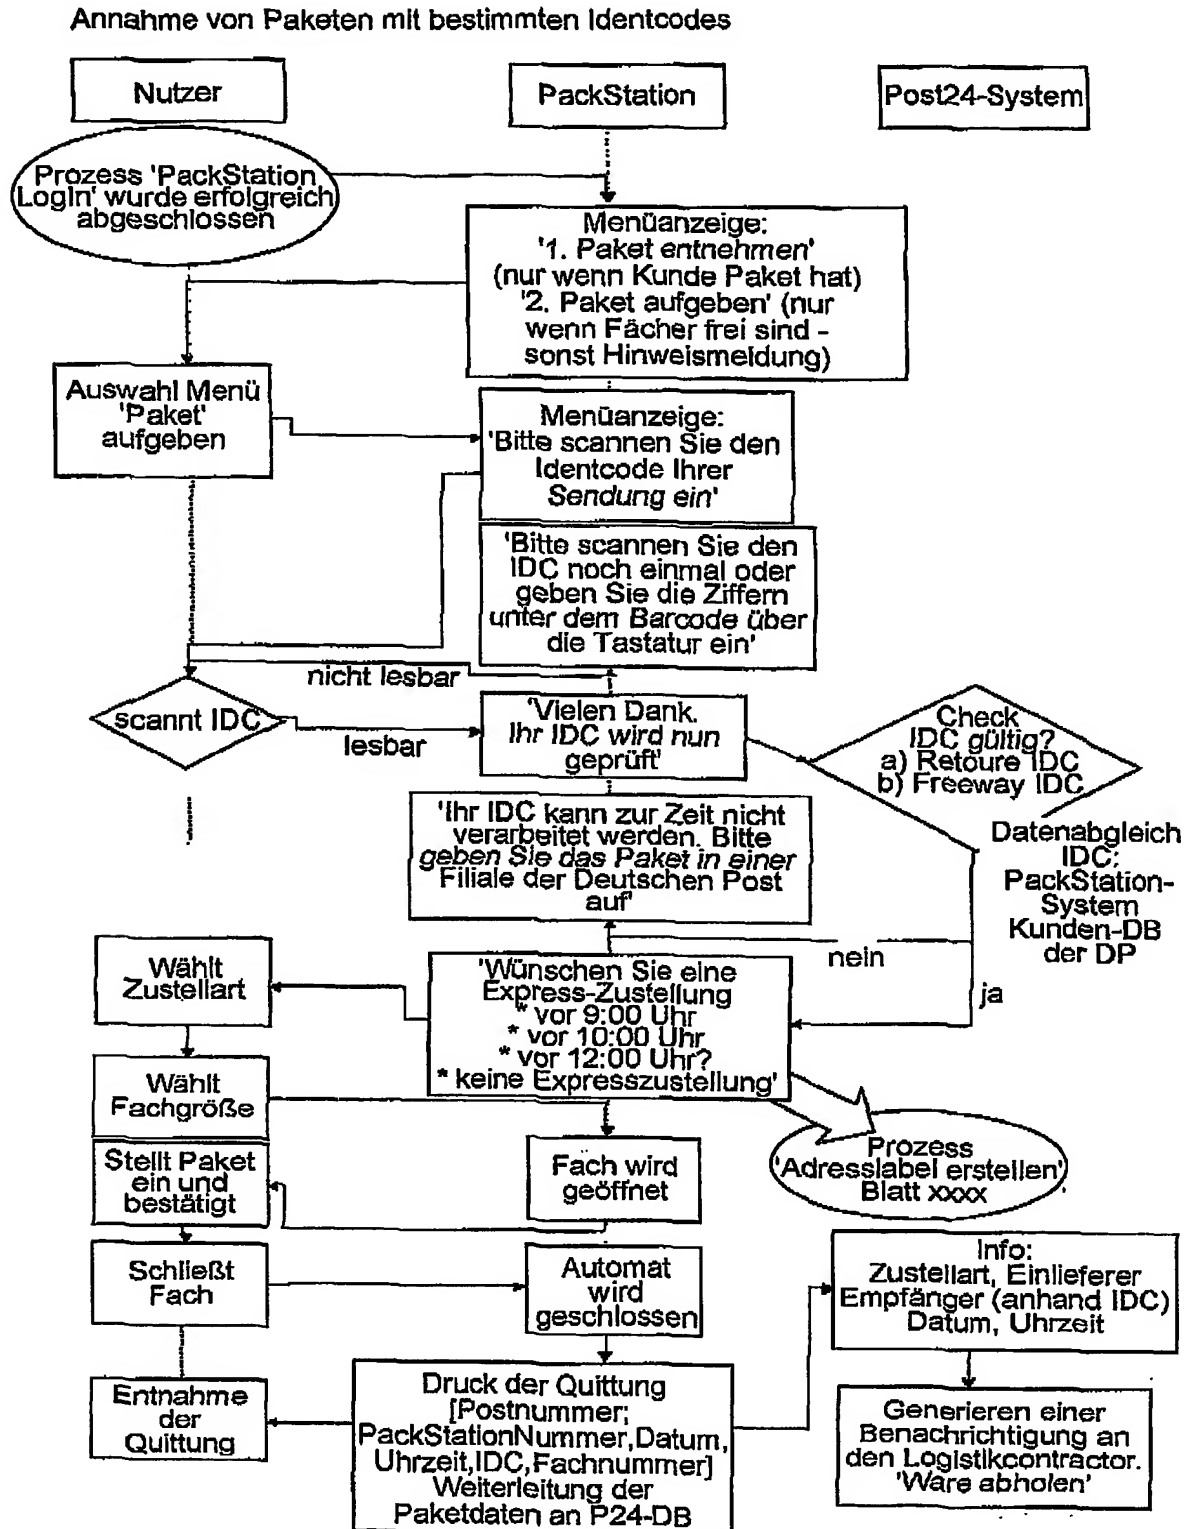 Annahme von Paketen mit bestimmten Identcodes
Nutzer
PackStation
Post24-System
Prozess 'PackStation
LogIn' wurde erfolgreich
abgeschlossen
Menüanzeige:
'1. Paket entnehmen'
(nur wenn Kunde Paket hat)
'2. Paket aufgeben' (nur
wenn Fächer frei sind -
sonst Hinweismeldung)
Auswahl Menü
'Paket'
aufgeben
Menüanzeige:
'Bitte scannen Sie den
Identcode Ihrer
Sendung ein'
'Bitte scannen Sie den
IDC noch einmal oder
geben Sie die Ziffern
unter dem Barcode über
die Tastatur ein'
nicht lesbar
scannt IDC
lesbar
'Vielen Dank.
Ihr IDC wird nun
geprüft'
Check
IDC gültig?
a) Retoure IDC
b) Freeway IDC
'Ihr IDC kann zur Zeit nicht
verarbeitet werden. Bitte
geben Sie das Paket in einer
Filiale der Deutschen Post
auf'
Datenabgleich
IDC:
PackStation-
System
Kunden-DB
der DP
nein
ja
Wählt
Zustellart
'Wünschen Sie eine
Express-Zustellung
* vor 9:00 Uhr
* vor 10:00 Uhr
* vor 12:00 Uhr?
* keine Expresszustellung'
Wählt
Fachgröße
Stellt Paket
ein und
bestätigt
Fach wird
geöffnet
Prozess
'Adresslabel erstellen'
Blatt xxxx
Schließt
Fach
Automat
wird
geschlossen
Info:
Zustellart, Einlieferer
Empfänger (anhand IDC)
Datum, Uhrzeit
Entnahme
der
Quittung
Druck der Quittung
[Postnummer;
PackStationNummer,Datum,
Uhrzeit,IDC,Fachnummer]
Weiterleitung der
Paketdaten an P24-DB
Generieren einer
Benachrichtigung an
den Logistikcontractor.
'Ware abholen'